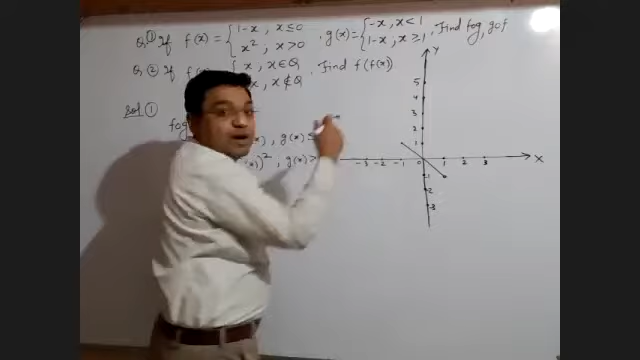 Q.① If f(x) = { 1-x, x≤0 , g(x) = { -x, x<1 . Find fog, gof
x², x>0 1-x, x≥1
Q.② If { x, x∈Q . Find f(f(x))
x, x∉Q
Sol ①
fog
), g(x) ≤
)², g(x) >
Y
5
4
3
2
1
-3 -2 -1 0 1 2 3 X
-1
-2
-3